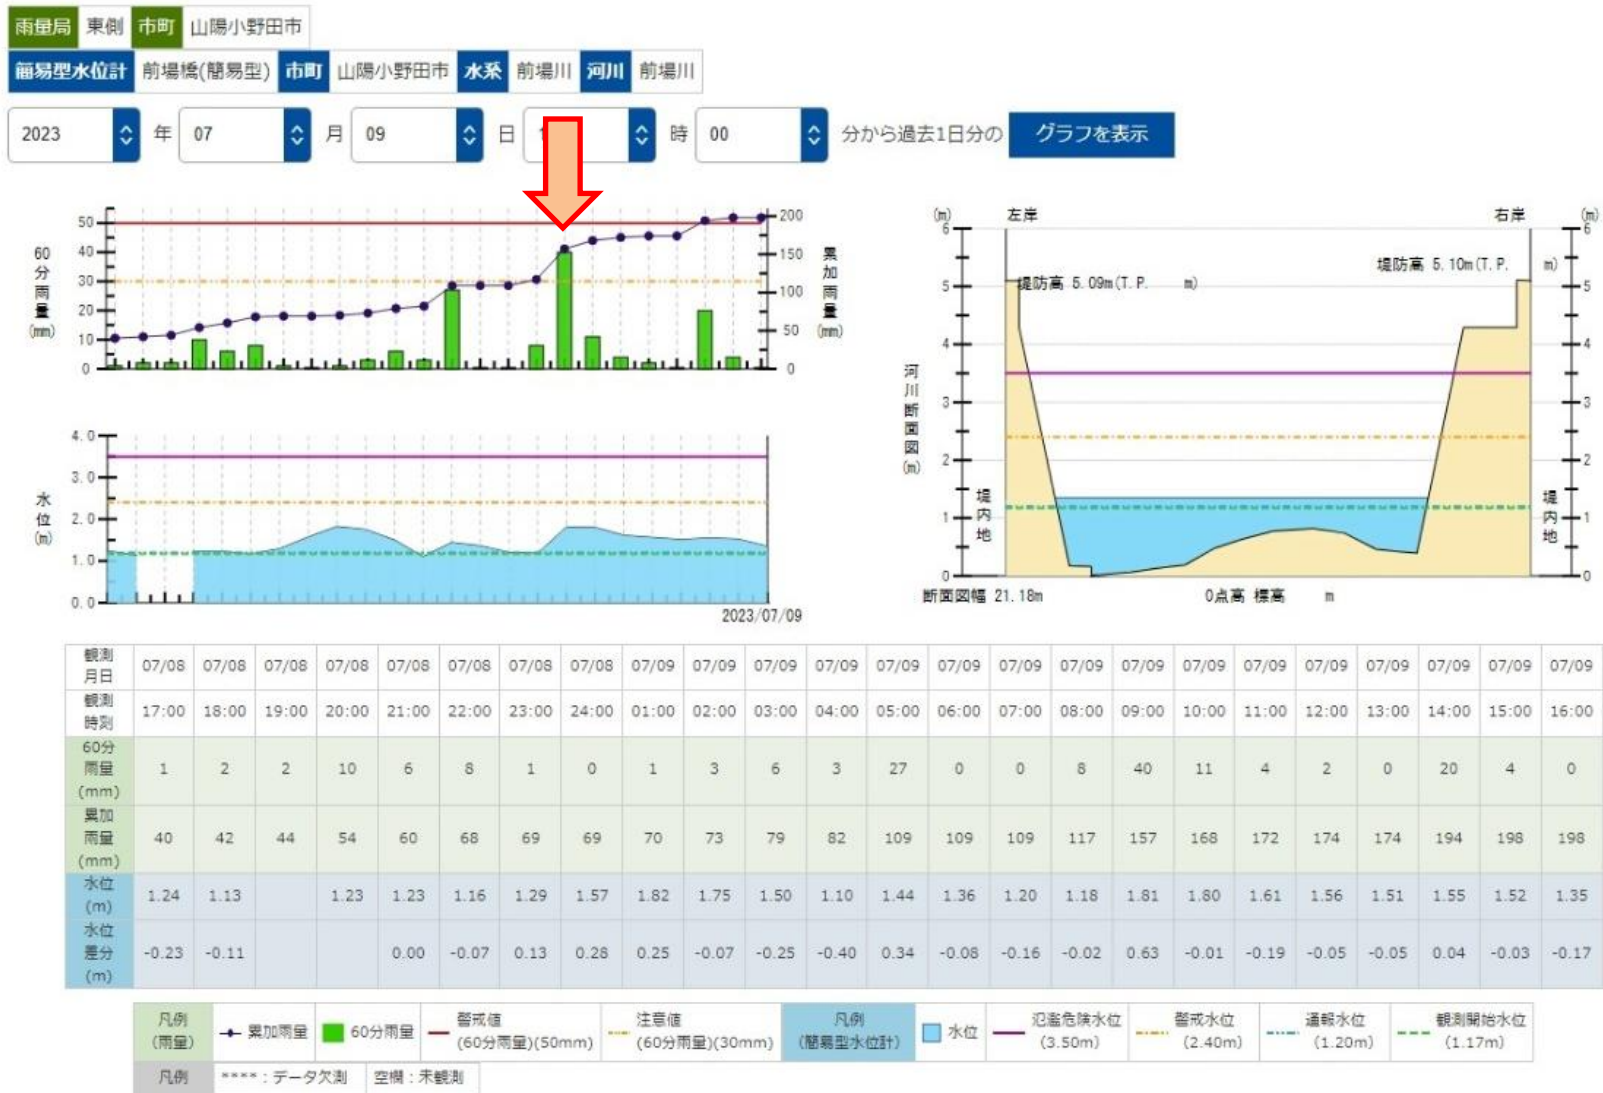 雨量局 東側 市町 山陽小野田市
簡易型水位計 前場橋(簡易型) 市町 山陽小野田市 水系 前場川 河川 前場川
2023 年 07 月 09 日 時 00 分から過去1日分の グラフを表示
60分雨量(mm)
50
40
30
20
10
0
200
150
100
50
0
累加雨量(mm)
水位(m)
4.0
3.0
2.0
1.0
0.0
2023/07/09
(m) 左岸 右岸 (m)
6 6
堤防高 5.10m(T.P. m)
堤防高 5.09m(T.P. m)
5 5
4 4
河川断面図(m)
3 3
2 2
堤内地 堤内地
1 1
0 0
断面図幅 21.18m 0点高 標高 m
観測月日 07/08 07/08 07/08 07/08 07/08 07/08 07/08 07/08 07/09 07/09 07/09 07/09 07/09 07/09 07/09 07/09 07/09 07/09 07/09 07/09 07/09 07/09 07/09 07/09
観測時刻 17:00 18:00 19:00 20:00 21:00 22:00 23:00 24:00 01:00 02:00 03:00 04:00 05:00 06:00 07:00 08:00 09:00 10:00 11:00 12:00 13:00 14:00 15:00 16:00
60分雨量(mm) 1 2 2 10 6 8 1 0 1 3 6 3 27 0 0 8 40 11 4 2 0 20 4 0
累加雨量(mm) 40 42 44 54 60 68 69 69 70 73 79 82 109 109 109 117 157 168 172 174 174 194 198 198
水位(m) 1.24 1.13 1.23 1.23 1.16 1.29 1.57 1.82 1.75 1.50 1.10 1.44 1.36 1.20 1.18 1.81 1.80 1.61 1.56 1.51 1.55 1.52 1.35
水位差分(m) -0.23 -0.11 0.00 -0.07 0.13 0.28 0.25 -0.07 -0.25 -0.40 0.34 -0.08 -0.16 -0.02 0.63 -0.01 -0.19 -0.05 -0.05 0.04 -0.03 -0.17
凡例(雨量) 累加雨量 60分雨量 警戒値(60分雨量)(50mm) 注意値(60分雨量)(30mm) 凡例(簡易型水位計) 水位 氾濫危険水位(3.50m) 警戒水位(2.40m) 通報水位(1.20m) 観測開始水位(1.17m)
凡例 ****：データ欠測 空欄：未観測